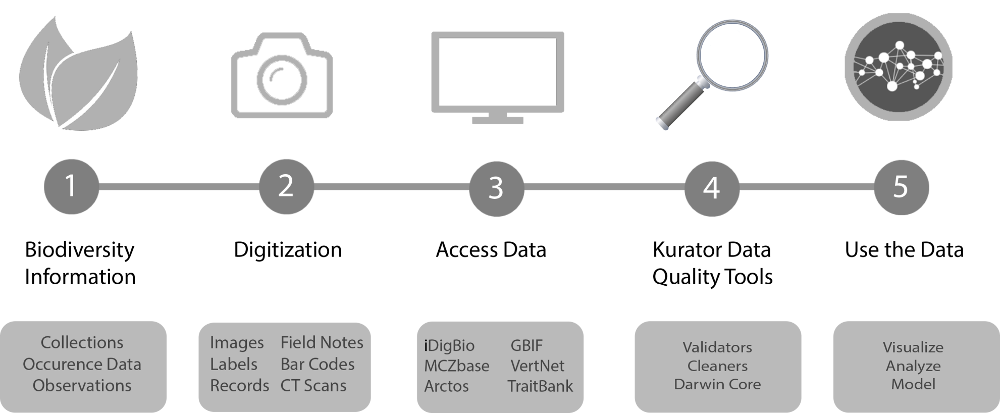 1
2
3
4
5
Biodiversity
Information
Digitization
Access Data
Kurator Data
Quality Tools
Use the Data
Collections
Occurence Data
Observations
Images Field Notes
Labels Bar Codes
Records CT Scans
iDigBio GBIF
MCZbase VertNet
Arctos TraitBank
Validators
Cleaners
Darwin Core
Visualize
Analyze
Model